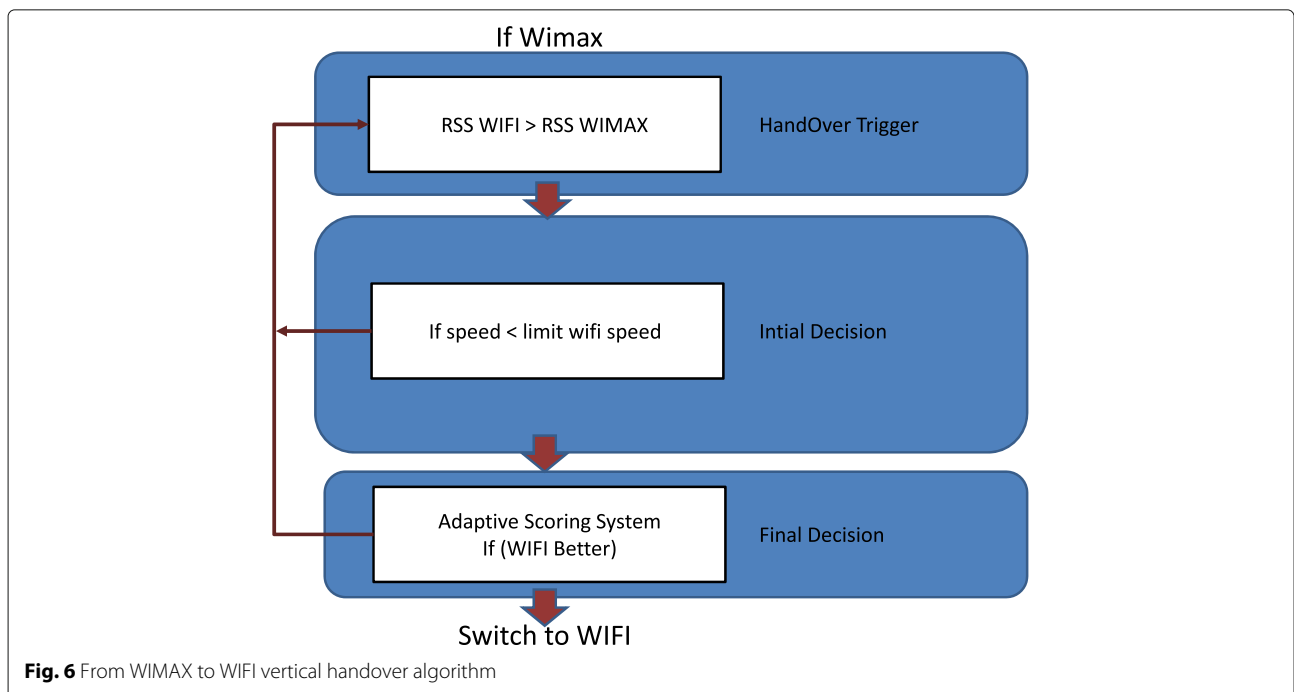 If Wimax
RSS WIFI > RSS WIMAX
HandOver Trigger
If speed < limit wifi speed
Intial Decision
Adaptive Scoring System
If (WIFI Better)
Final Decision
Switch to WIFI
Fig. 6 From WIMAX to WIFI vertical handover algorithm